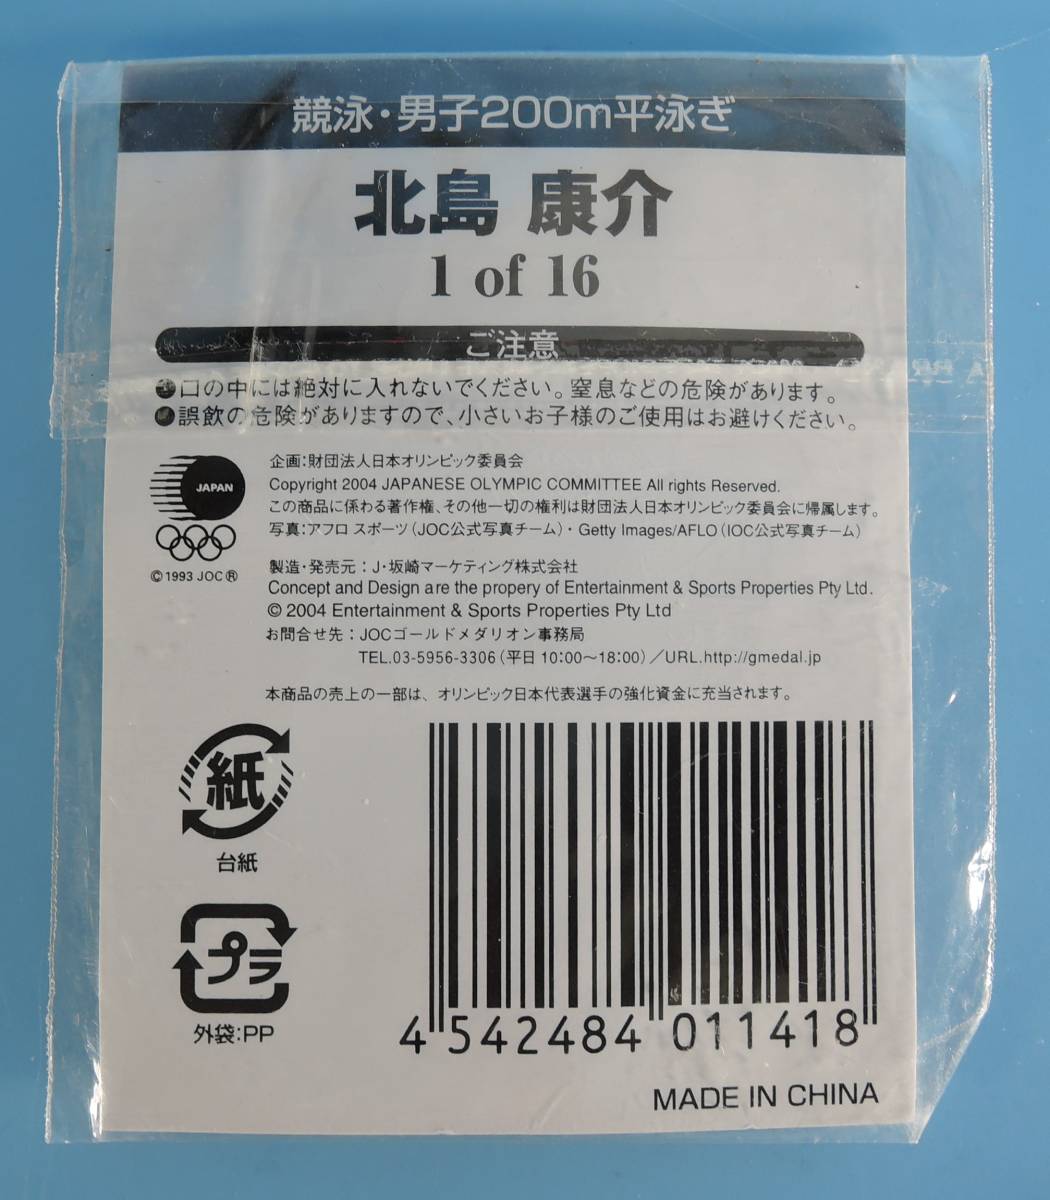 競泳・男子200m平泳ぎ
北島 康介
1 of 16
ご注意
●口の中には絶対に入れないでください。窒息などの危険があります。
●誤飲の危険がありますので、小さいお子様のご使用はお避けください。
JAPAN
©1993 JOC®
企画:財団法人日本オリンピック委員会
Copyright 2004 JAPANESE OLYMPIC COMMITTEE All rights Reserved.
この商品に係わる著作権、その他一切の権利は財団法人日本オリンピック委員会に帰属します。
写真:アフロ スポーツ(JOC公式写真チーム)・Getty Images/AFLO(IOC公式写真チーム)
製造・発売元:J・坂崎マーケティング株式会社
Concept and Design are the propery of Entertainment & Sports Properties Pty Ltd.
© 2004 Entertainment & Sports Properties Pty Ltd
お問合せ先:JOCゴールドメダリオン事務局
TEL.03-5956-3306(平日 10:00〜18:00)/URL.http://gmedal.jp
本商品の売上の一部は、オリンピック日本代表選手の強化資金に充当されます。
紙
台紙
プラ
外袋:PP
4 542484 011418
MADE IN CHINA